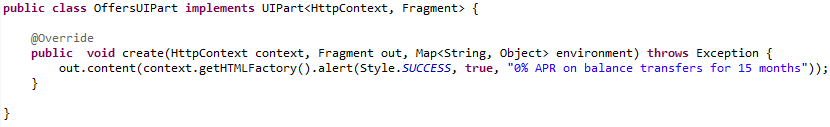 public class OffersUIPart implements UIPart<HttpContext, Fragment> {
@Override
public  void create(HttpContext context, Fragment out, Map<String, Object> environment) throws Exception {
out.content(context.getHTMLFactory().alert(Style.SUCCESS, true, "0% APR on balance transfers for 15 months"));
}
}